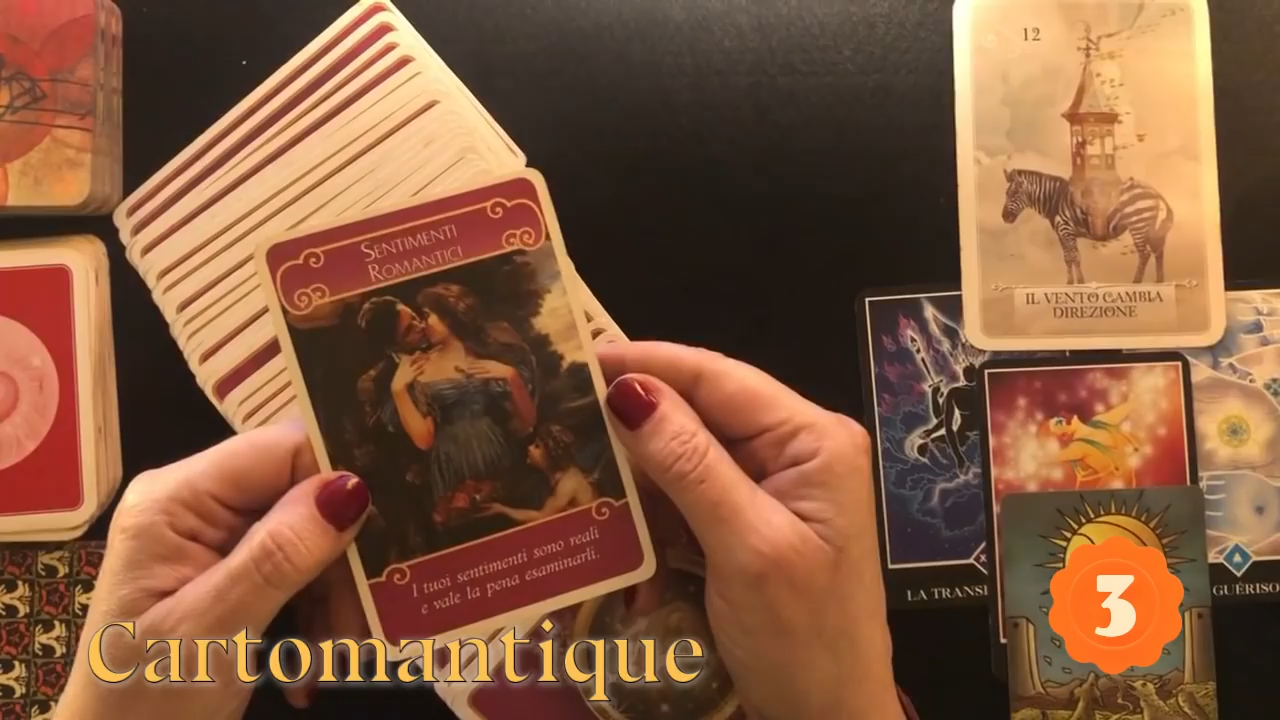 12
SENTIMENTI
ROMANTICI
IL VENTO CAMBIA
DIREZIONE
I tuoi sentimenti sono reali
e vale la pena esaminarli.
LA TRANS
GUÉRISO
3
Cartomantique